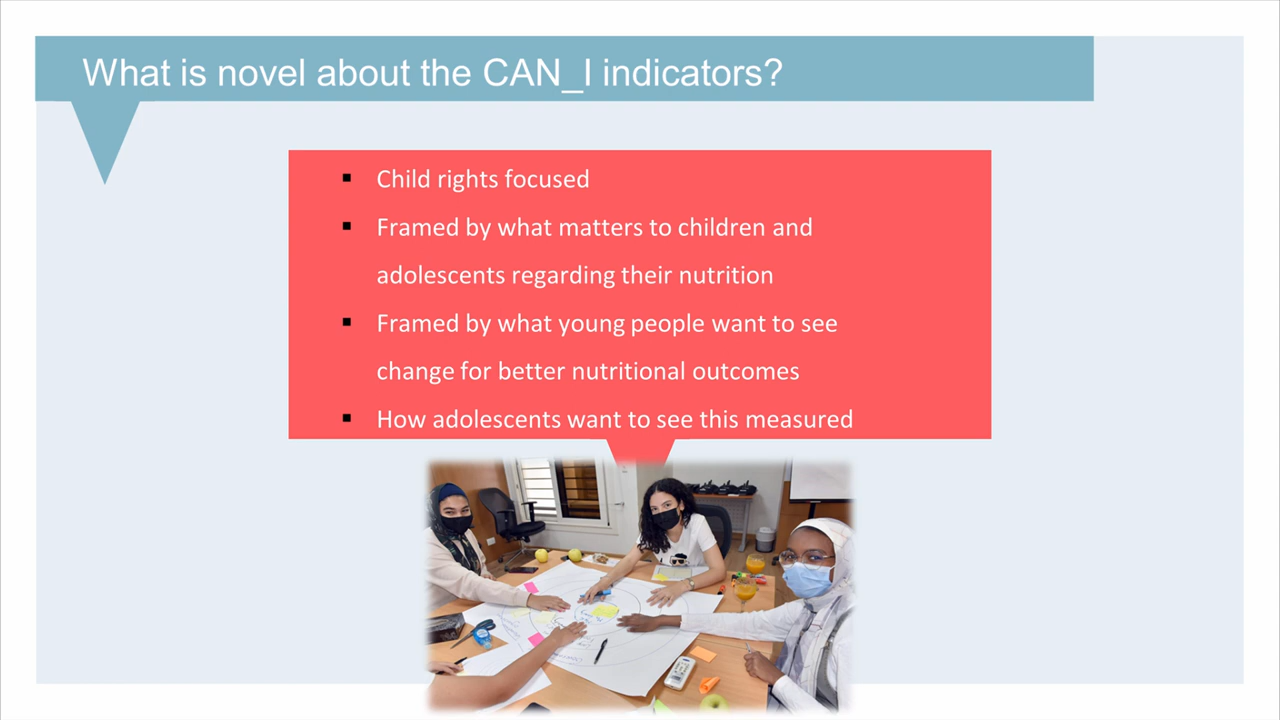 What is novel about the CAN_I indicators?
▪ Child rights focused
▪ Framed by what matters to children and
adolescents regarding their nutrition
▪ Framed by what young people want to see
change for better nutritional outcomes
▪ How adolescents want to see this measured